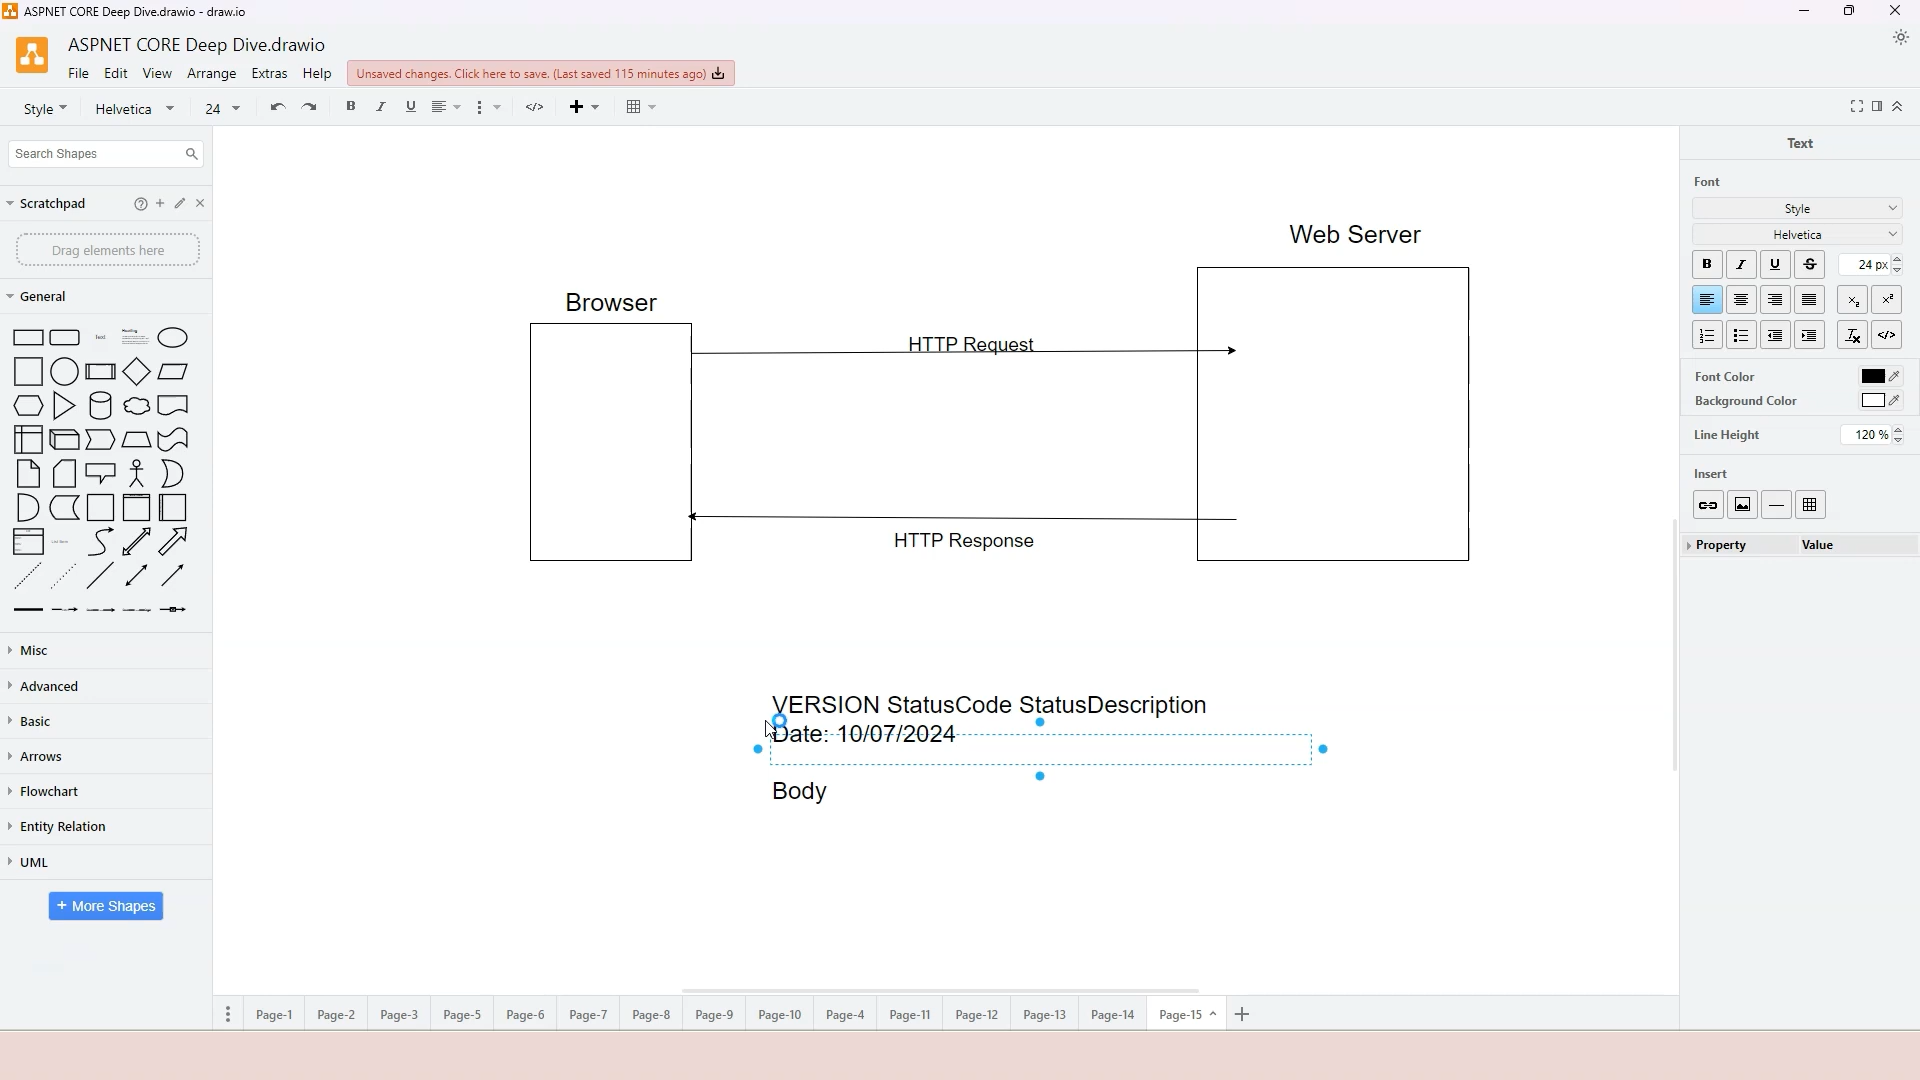 ASPNET CORE Deep Dive.drawio - draw.io
ASPNET CORE Deep Dive.drawio
File Edit View Arrange Extras Help Unsaved changes. Click here to save. (Last saved 115 minutes ago)
Style Helvetica 24 B I U
Search Shapes
Text
Font
Scratchpad
Style
Web Server
Helvetica
Drag elements here
B I U S 24 px
General
Browser
Text
Heading
HTTP Request
Font Color
Background Color
Line Height 120 %
Insert
HTTP Response
List Item
Property Value
Misc
Advanced
VERSION StatusCode StatusDescription
Basic
Date: 10/07/2024
Arrows
Flowchart
Body
Entity Relation
UML
+ More Shapes
Page-1 Page-2 Page-3 Page-5 Page-6 Page-7 Page-8 Page-9 Page-10 Page-4 Page-11 Page-12 Page-13 Page-14 Page-15